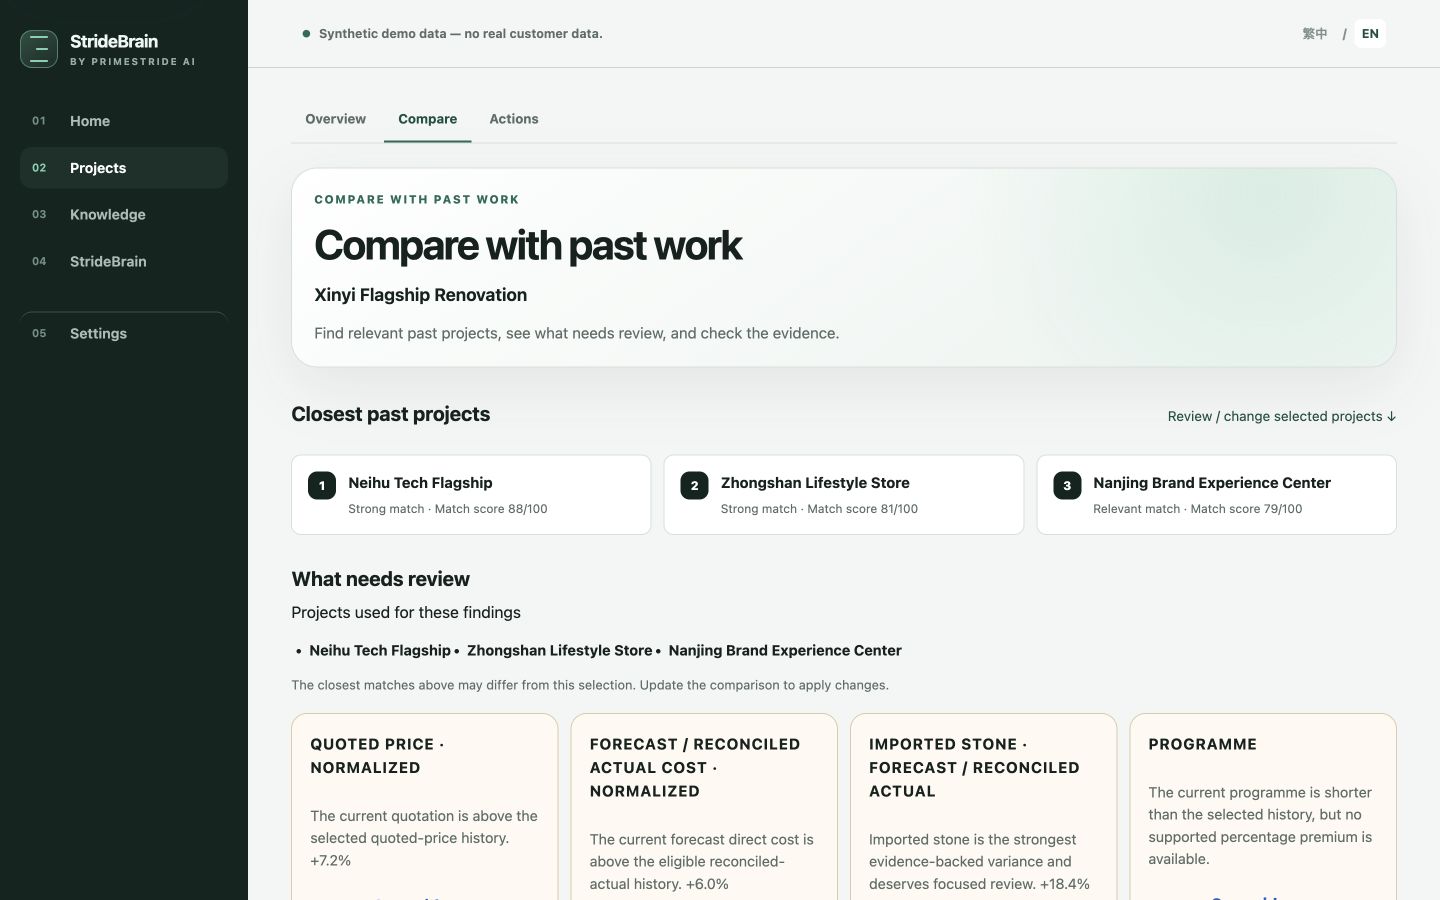 StrideBrain
BY PRIMESTRIDE AI
01 Home
02 Projects
03 Knowledge
04 StrideBrain
05 Settings
Synthetic demo data — no real customer data.
繁中 / EN
Overview Compare Actions
COMPARE WITH PAST WORK
Compare with past work
Xinyi Flagship Renovation
Find relevant past projects, see what needs review, and check the evidence.
Closest past projects
Review / change selected projects ↓
1 Neihu Tech Flagship
Strong match · Match score 88/100
2 Zhongshan Lifestyle Store
Strong match · Match score 81/100
3 Nanjing Brand Experience Center
Relevant match · Match score 79/100
What needs review
Projects used for these findings
• Neihu Tech Flagship • Zhongshan Lifestyle Store • Nanjing Brand Experience Center
The closest matches above may differ from this selection. Update the comparison to apply changes.
QUOTED PRICE ·
NORMALIZED
The current quotation is above the
selected quoted-price history.
+7.2%
FORECAST / RECONCILED
ACTUAL COST ·
NORMALIZED
The current forecast direct cost is
above the eligible reconciled-
actual history. +6.0%
IMPORTED STONE ·
FORECAST / RECONCILED
ACTUAL
Imported stone is the strongest
evidence-backed variance and
deserves focused review. +18.4%
PROGRAMME
The current programme is shorter
than the selected history, but no
supported percentage premium is
available.